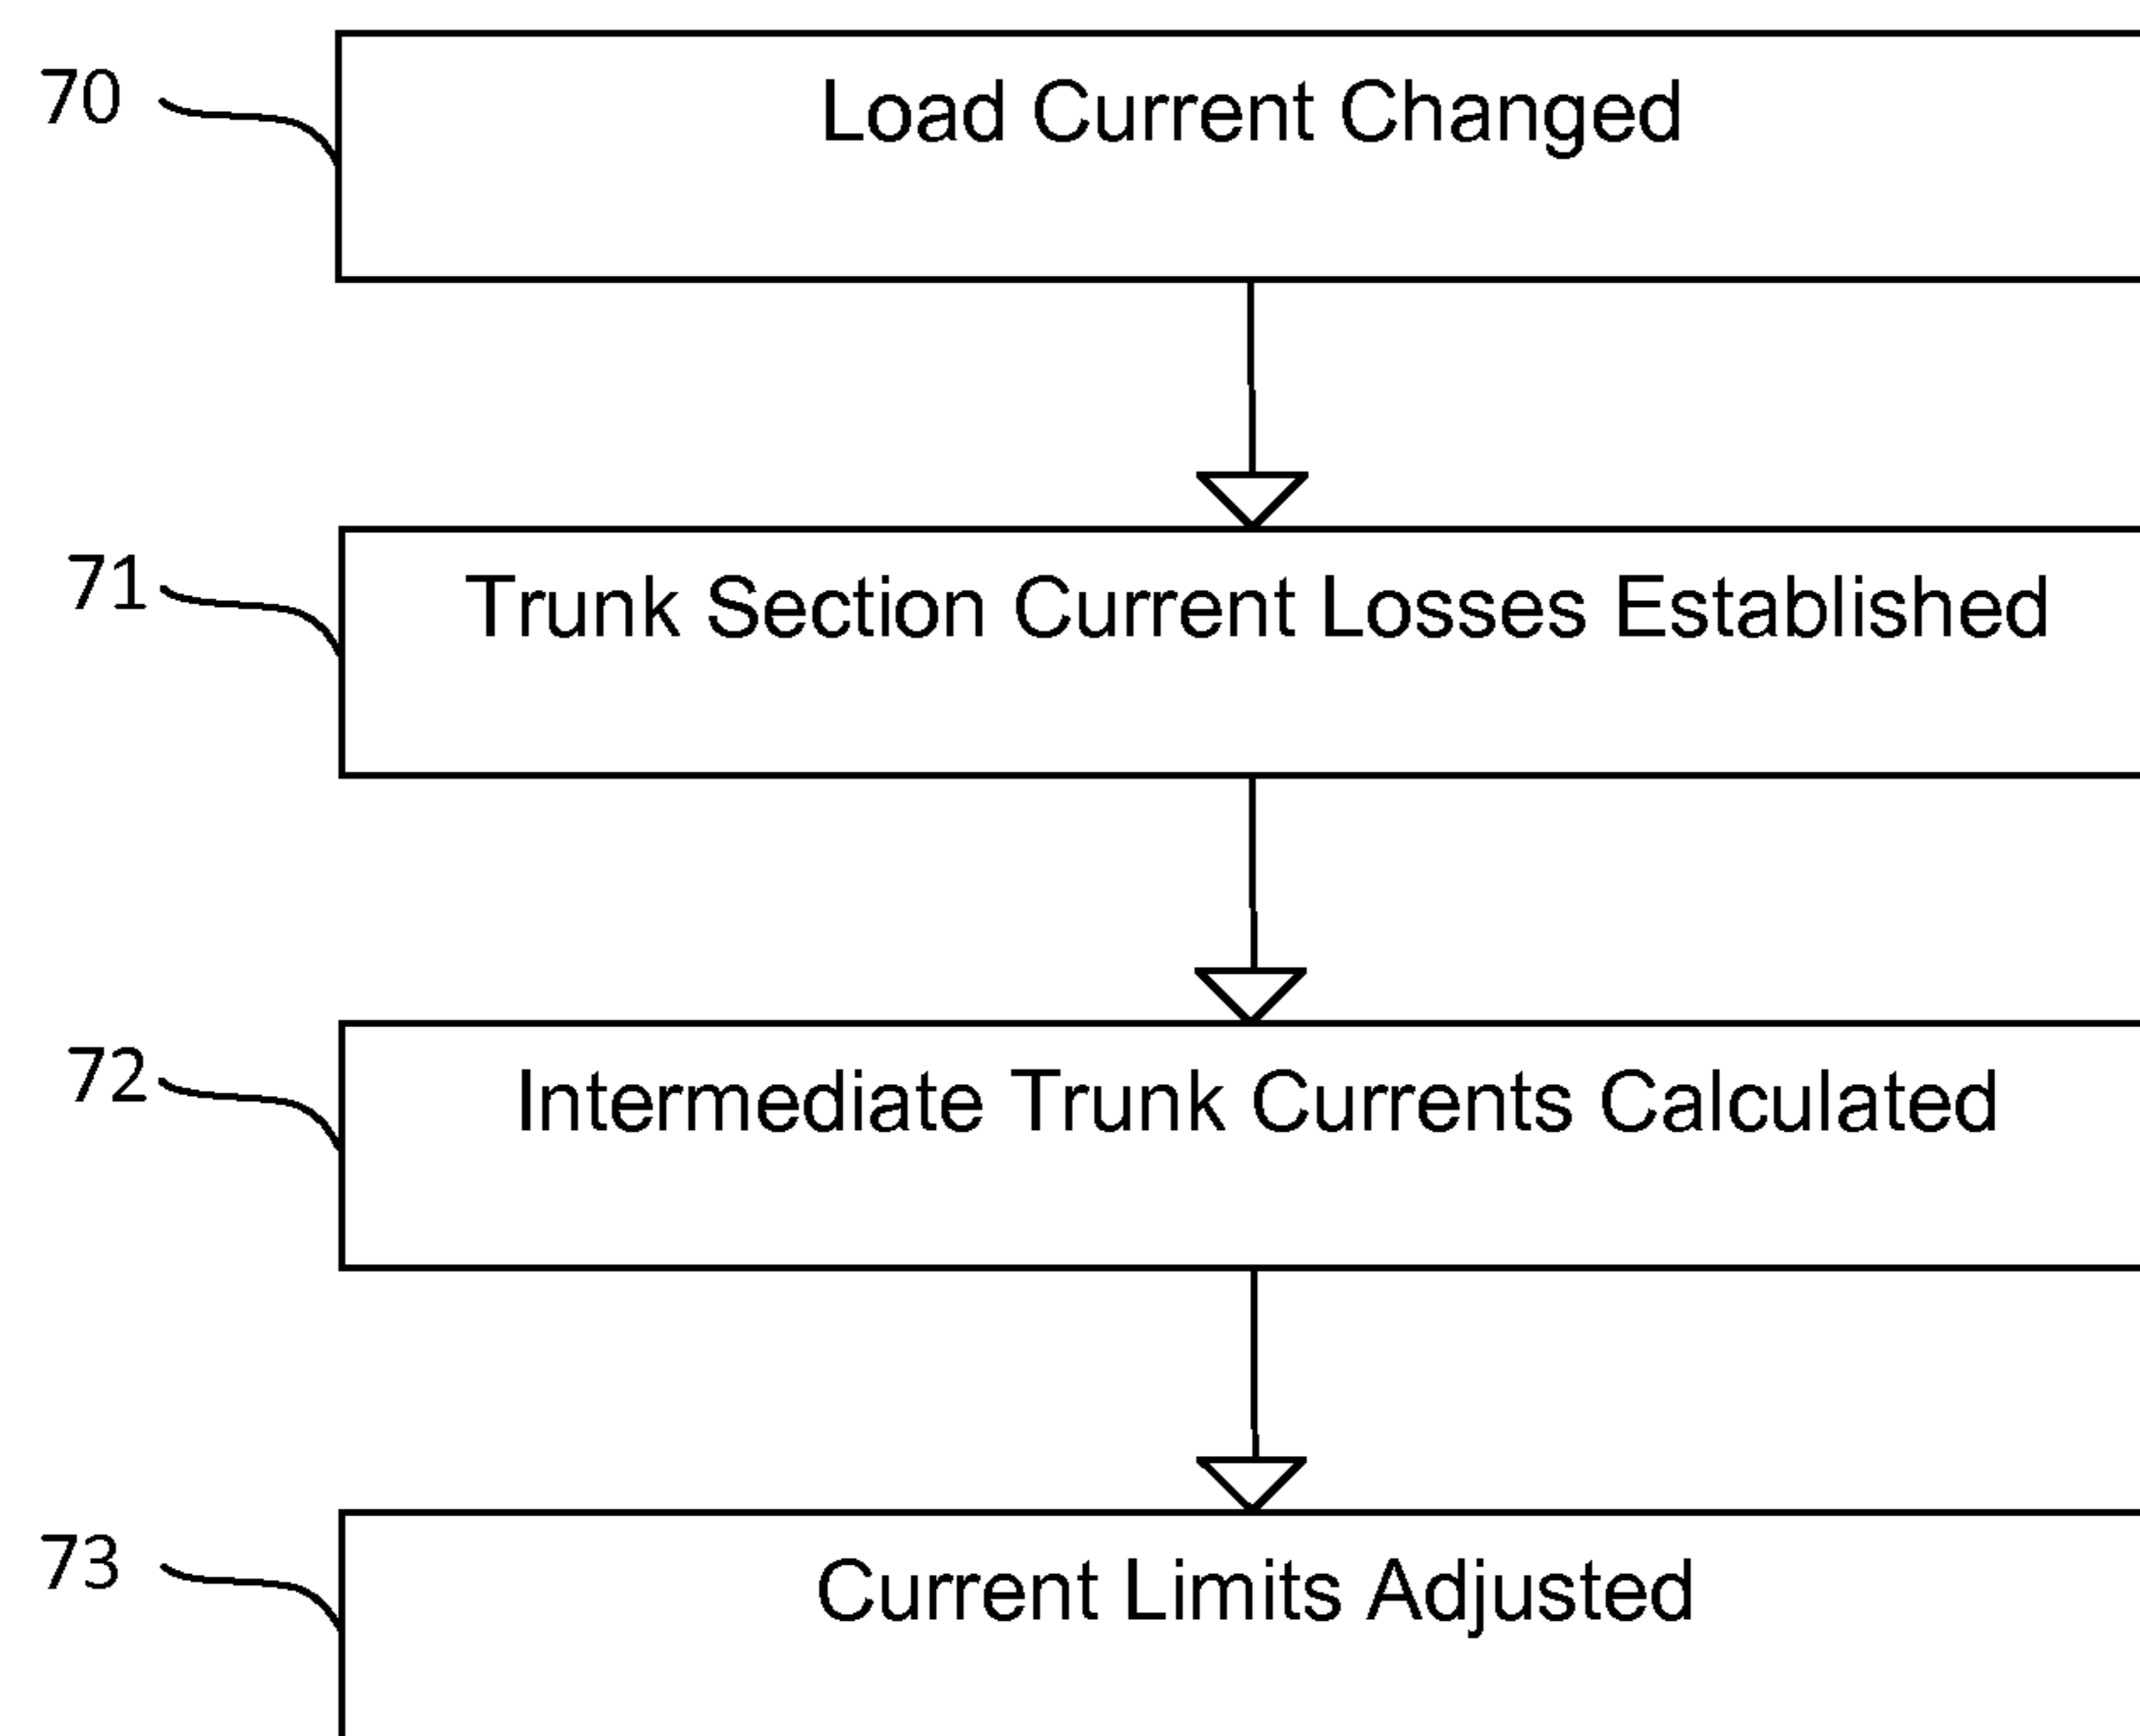 70
Load Current Changed
71
Trunk Section Current Losses Established
72
Intermediate Trunk Currents Calculated
73
Current Limits Adjusted